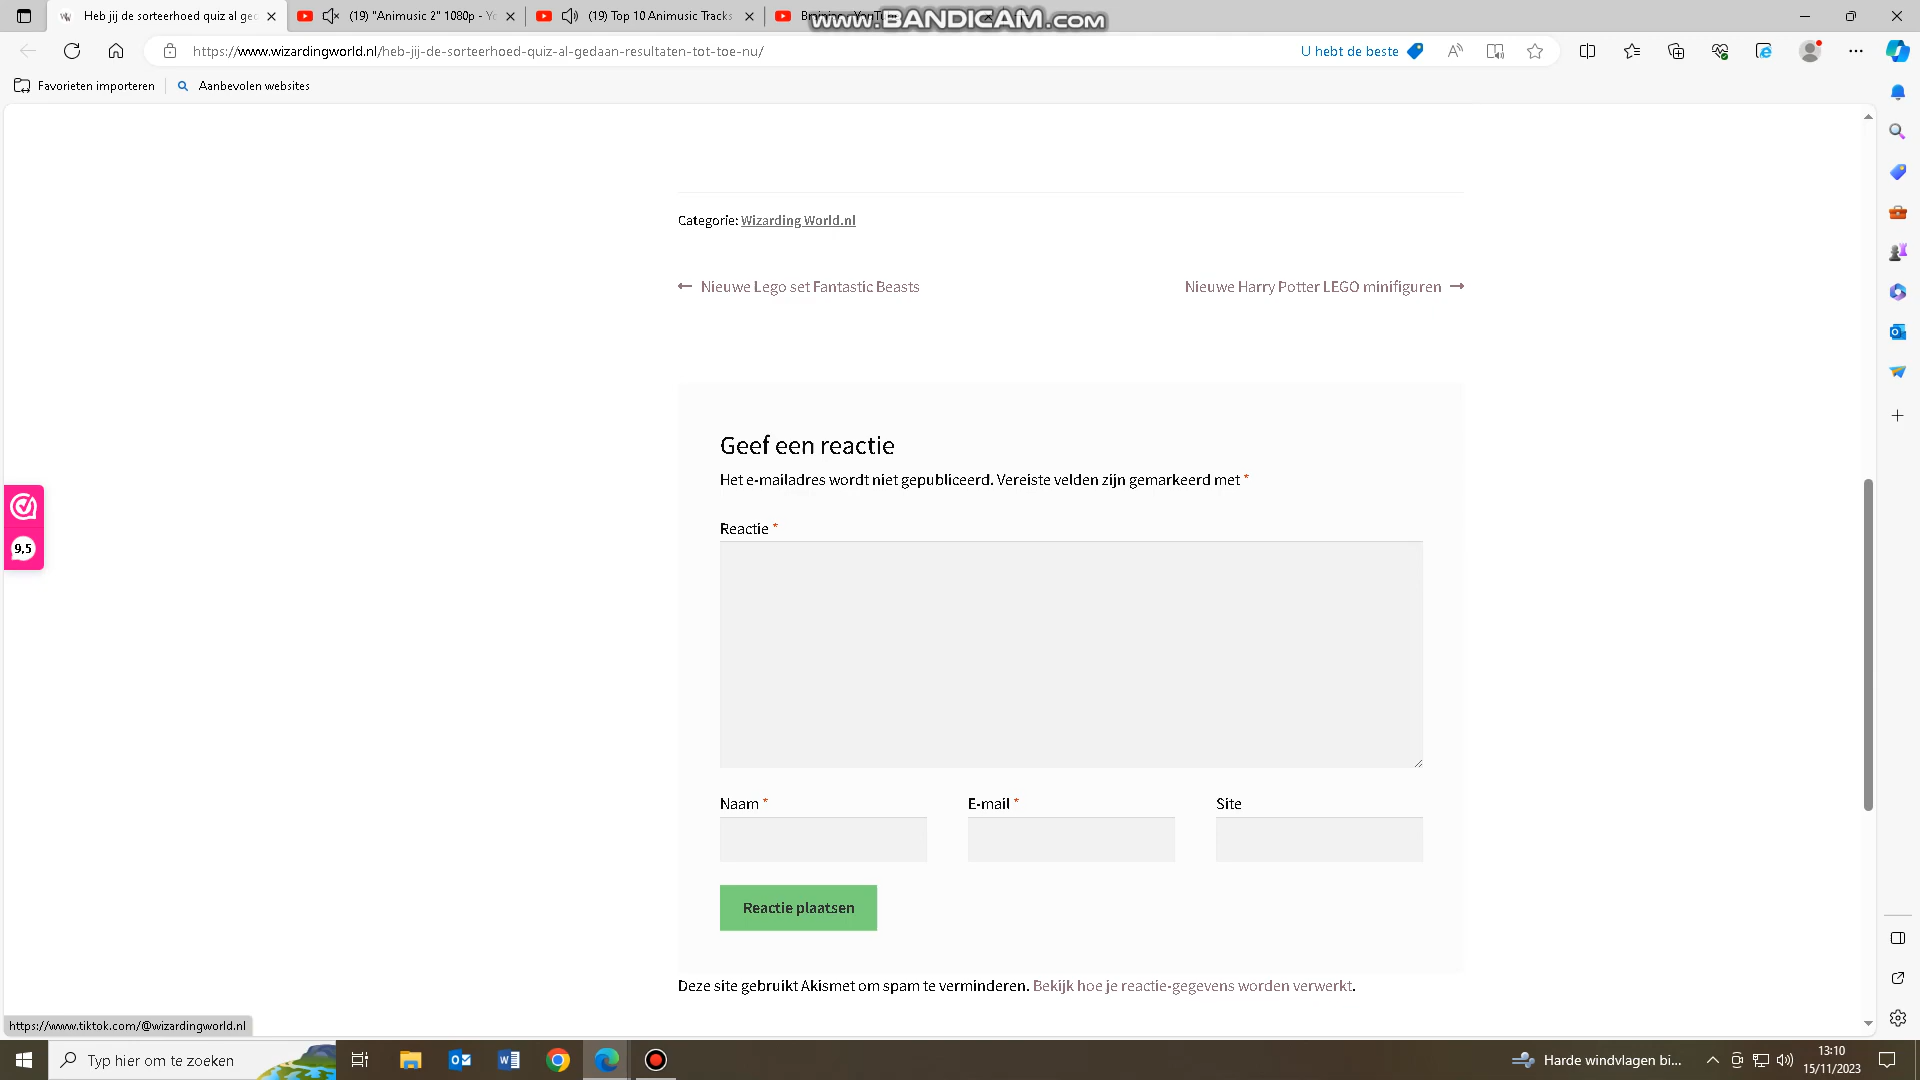 Heb jij de sorteerhoed quiz al ged
(19) "Animusic 2" 1080p - Yo
(19) Top 10 Animusic Tracks
www.BANDICAM.com
https://www.wizardingworld.nl/heb-jij-de-sorteerhoed-quiz-al-gedaan-resultaten-tot-toe-nu/
U hebt de beste
Favorieten importeren
Aanbevolen websites
Categorie: Wizarding World.nl
← Nieuwe Lego set Fantastic Beasts
Nieuwe Harry Potter LEGO minifiguren →
Geef een reactie
Het e-mailadres wordt niet gepubliceerd. Vereiste velden zijn gemarkeerd met *
Reactie *
9,5
Naam *
E-mail *
Site
Reactie plaatsen
Deze site gebruikt Akismet om spam te verminderen. Bekijk hoe je reactie-gegevens worden verwerkt.
https://www.tiktok.com/@wizardingworld.nl
Typ hier om te zoeken
Harde windvlagen bi...
13:10
15/11/2023